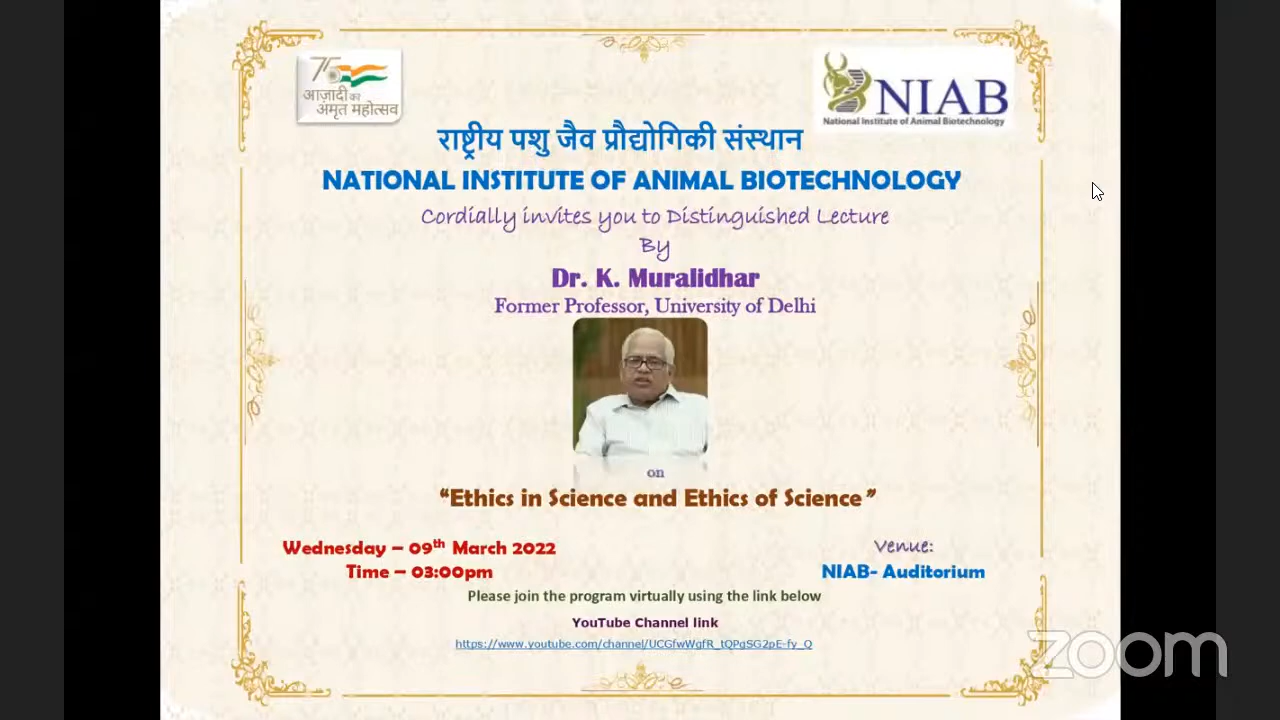 75
आज़ादी का
अमृत महोत्सव
NIAB
National Institute of Animal Biotechnology
राष्ट्रीय पशु जैव प्रौद्योगिकी संस्थान
NATIONAL INSTITUTE OF ANIMAL BIOTECHNOLOGY
Cordially invites you to Distinguished Lecture
By
Dr. K. Muralidhar
Former Professor, University of Delhi
on
“Ethics in Science and Ethics of Science”
Wednesday – 09th March 2022
Time – 03:00pm
Venue:
NIAB- Auditorium
Please join the program virtually using the link below
YouTube Channel link
https://www.youtube.com/channel/UCGfwWgfR_tQPgSG2pE-fy_Q
zoom